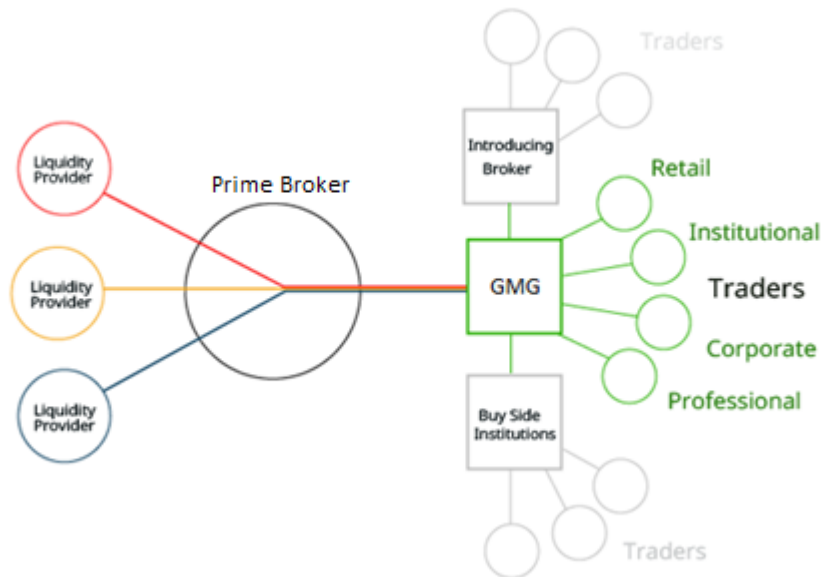 Traders
Introducing
Broker
Liquidity
Provider
Prime Broker
Retail
Institutional
Liquidity
Provider
GMG
Traders
Corporate
Liquidity
Provider
Professional
Buy Side
Institutions
Traders